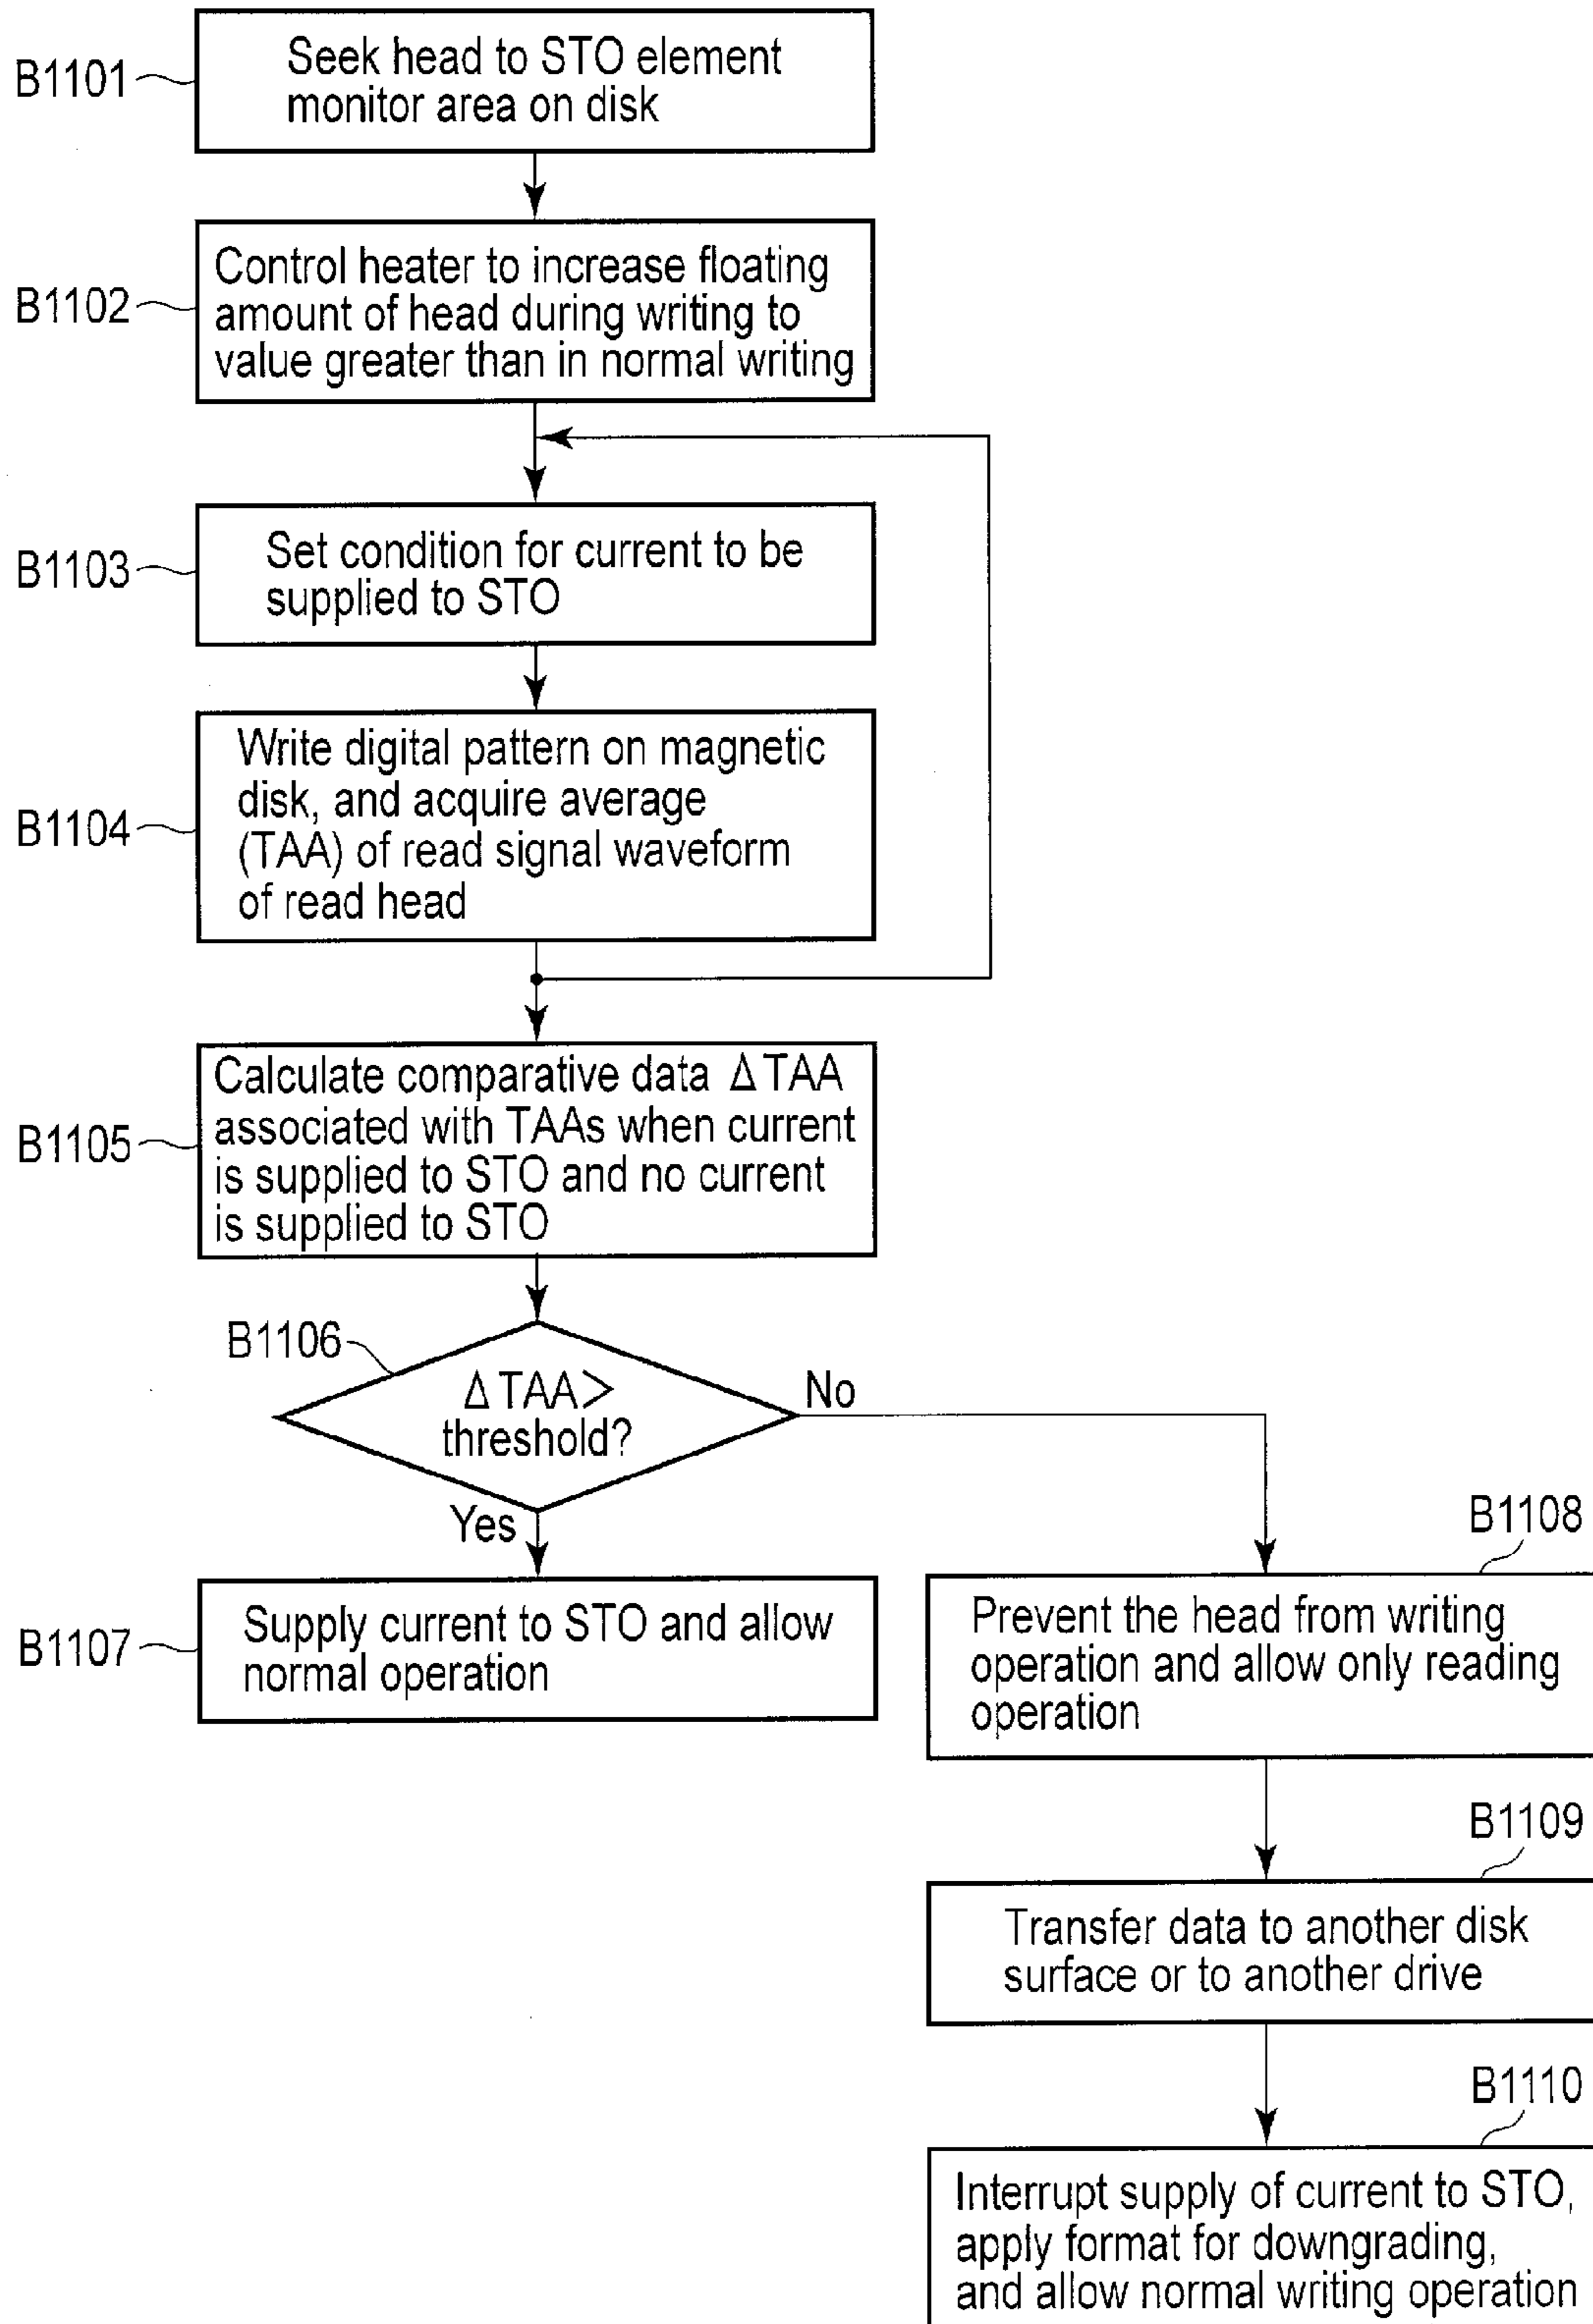 B1101
Seek head to STO element
monitor area on disk
B1102
Control heater to increase floating
amount of head during writing to
value greater than in normal writing
B1103
Set condition for current to be
supplied to STO
B1104
Write digital pattern on magnetic
disk, and acquire average
(TAA) of read signal waveform
of read head
B1105
Calculate comparative data ΔTAA
associated with TAAs when current
is supplied to STO and no current
is supplied to STO
B1106
ΔTAA>
threshold?
No
Yes
B1107
Supply current to STO and allow
normal operation
B1108
Prevent the head from writing
operation and allow only reading
operation
B1109
Transfer data to another disk
surface or to another drive
B1110
Interrupt supply of current to STO,
apply format for downgrading,
and allow normal writing operation